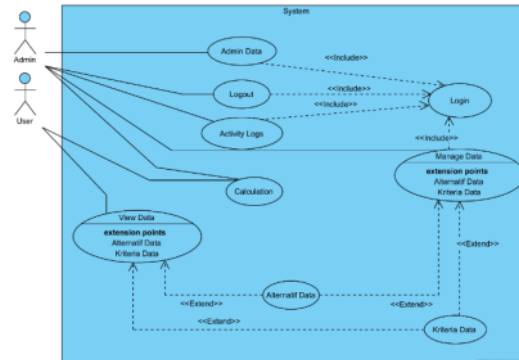 System
Admin
User
Admin Data
Logout
Activity Logs
Calculation
Login
<<Include>>
<<Include>>
<<Include>>
<<Include>>
Manage Data
extension points
Alternatif Data
Kriteria Data
View Data
extension points
Alternatif Data
Kriteria Data
<<Extend>>
Alternatif Data
<<Extend>>
<<Extend>>
<<Extend>>
Kriteria Data